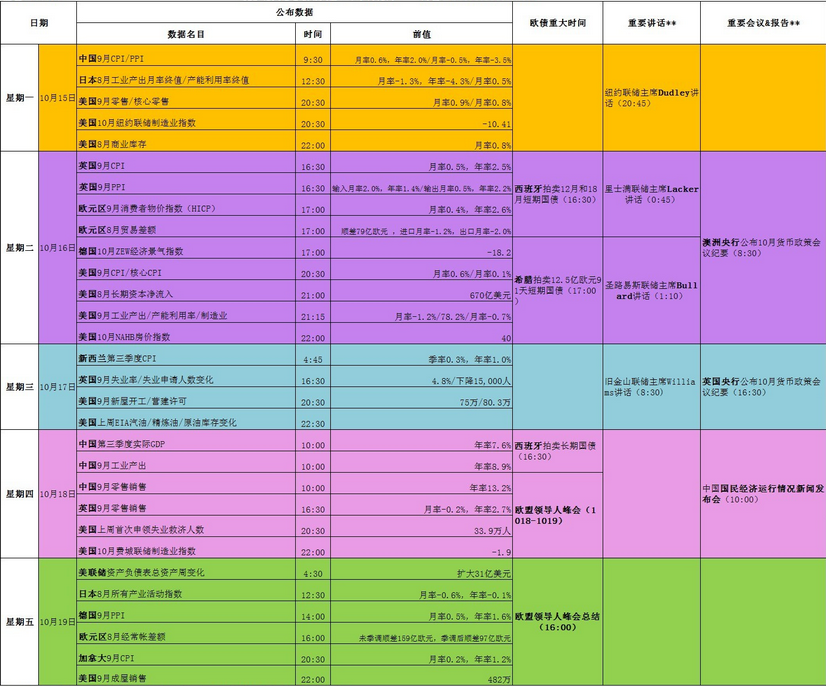 日期
公布数据
欧债重大时间
重要讲话**
重要会议&报告**
数据名目
时间
前值
星期一
10月15日
中国9月CPI/PPI
9:30
月率0.6%, 年率2.0%/月率-0.5%, 年率-3.5%
日本8月工业产出月率终值/产能利用率终值
12:30
月率-1.3%, 年率-4.3%/月率0.5%
美国9月零售/核心零售
20:30
月率0.9%/月率0.8%
美国10月纽约联储制造业指数
20:30
-10.41
美国8月商业库存
22:00
月率0.8%
纽约联储主席Dudley讲
话(20:45)
星期二
10月16日
英国9月CPI
16:30
月率0.5%, 年率2.5%
英国9月PPI
16:30
输入月率2.0%, 年率1.4%/输出月率0.5%, 年率2.2%
欧元区9月消费者物价指数(HICP)
17:00
月率0.4%, 年率2.6%
欧元区8月贸易差额
17:00
顺差79亿欧元 ,进口月率-1.2%, 出口月率-2.0%
德国10月ZEW经济景气指数
17:00
-18.2
美国9月CPI/核心CPI
20:30
月率0.6%/月率0.1%
美国8月长期资本净流入
21:00
670亿美元
美国9月工业产出/产能利用率/制造业
21:15
月率-1.2%/78.2%/月率-0.7%
美国10月NAHB房价指数
22:00
40
西班牙拍卖12月和18
月短期国债(16:30)
希腊拍卖12.5亿欧元9
1天短期国债(17:00
)
里士满联储主席Lacker
讲话(0:45)
圣路易斯联储主席Bull
ard讲话(1:10)
澳洲央行公布10月货币政策会
议纪要(8:30)
星期三
10月17日
新西兰第三季度CPI
4:45
季率0.3%, 年率1.0%
英国9月失业率/失业申请人数变化
16:30
4.8%/下降15,000人
美国9月新屋开工/营建许可
20:30
75万/80.3万
美国上周EIA汽油/精炼油/原油库存变化
22:30
旧金山联储主席Willia
ms讲话(8:30)
英国央行公布10月货币政策会
议纪要(16:30)
星期四
10月18日
中国第三季度实际GDP
10:00
年率7.6%
中国9月工业产出
10:00
年率8.9%
中国9月零售销售
10:00
年率13.2%
英国9月零售销售
16:30
月率-0.2%, 年率2.7%
美国上周首次申领失业救济人数
20:30
33.9万人
美国10月费城联储制造业指数
22:00
-1.9
西班牙拍卖长期国债
(16:30)
欧盟领导人峰会(1
018-1019)
中国国民经济运行情况新闻发
布会(10:00)
星期五
10月19日
美联储资产负债表总资产周变化
4:30
扩大31亿美元
日本8月所有产业活动指数
12:30
月率-0.6%, 年率-0.1%
德国9月PPI
14:00
月率0.5%, 年率1.6%
欧元区8月经常帐差额
16:00
未季调顺差159亿欧元, 季调后顺差97亿欧元
加拿大9月CPI
20:30
月率0.2%, 年率1.2%
美国9月成屋销售
22:00
482万
欧盟领导人峰会总结
(16:00)